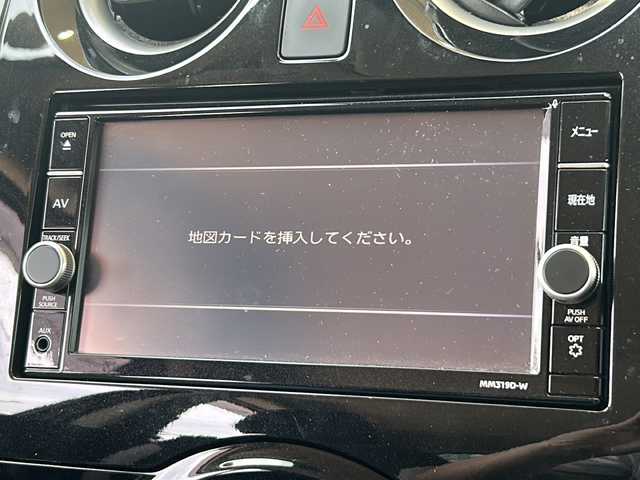 OPEN
AV
TRACK/SEEK
PUSH
SOURCE
AUX
地図カードを挿入してください。
メニュー
現在地
音量
PUSH
AV OFF
OPT
MM319D-W